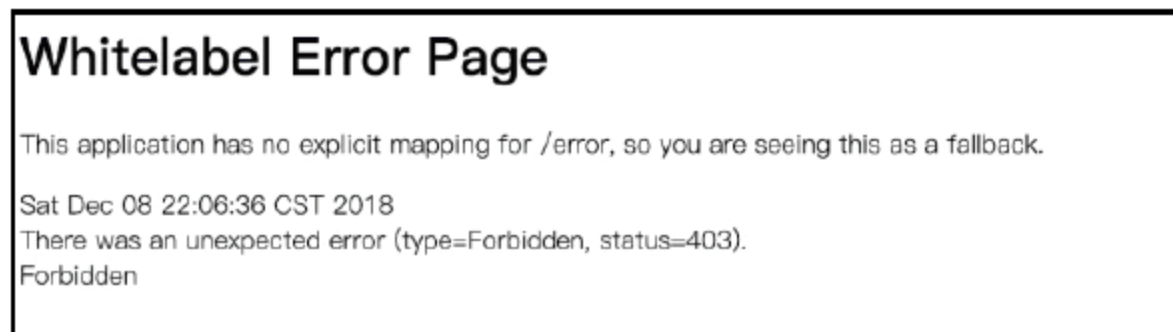 Whitelabel Error Page
This application has no explicit mapping for /error, so you are seeing this as a fallback.
Sat Dec 08 22:06:36 CST 2018
There was an unexpected error (type=Forbidden, status=403).
Forbidden